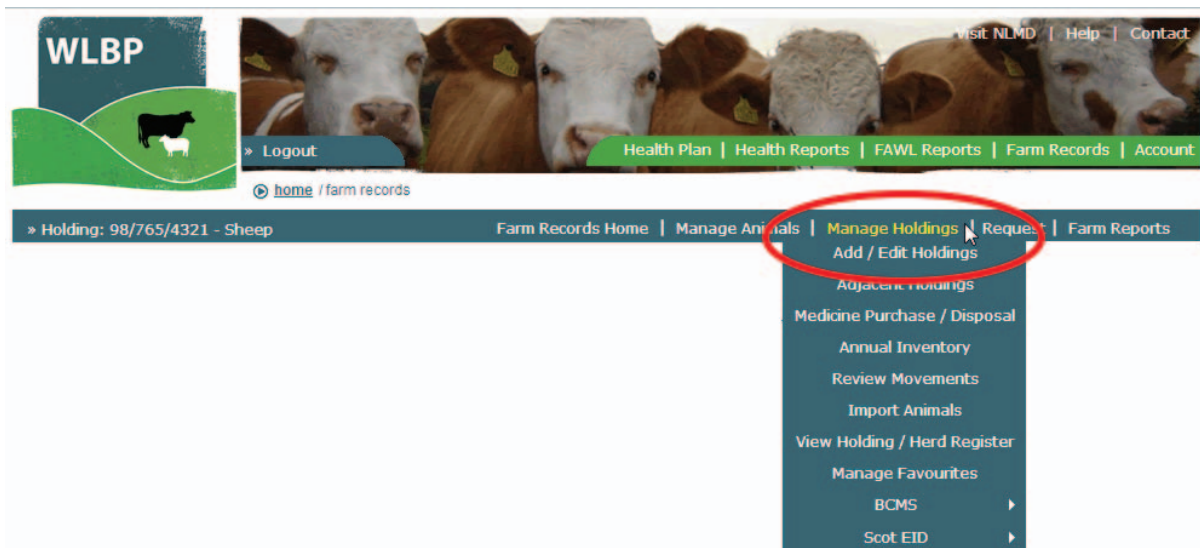 WLBP
Visit NLMD | Help | Contact
» Logout
Health Plan | Health Reports | FAWL Reports | Farm Records | Account
home / farm records
» Holding: 98/765/4321 - Sheep
Farm Records Home | Manage Animals | Manage Holdings | Request | Farm Reports
Add / Edit Holdings
Adjacent Holdings
Medicine Purchase / Disposal
Annual Inventory
Review Movements
Import Animals
View Holding / Herd Register
Manage Favourites
BCMS
Scot EID